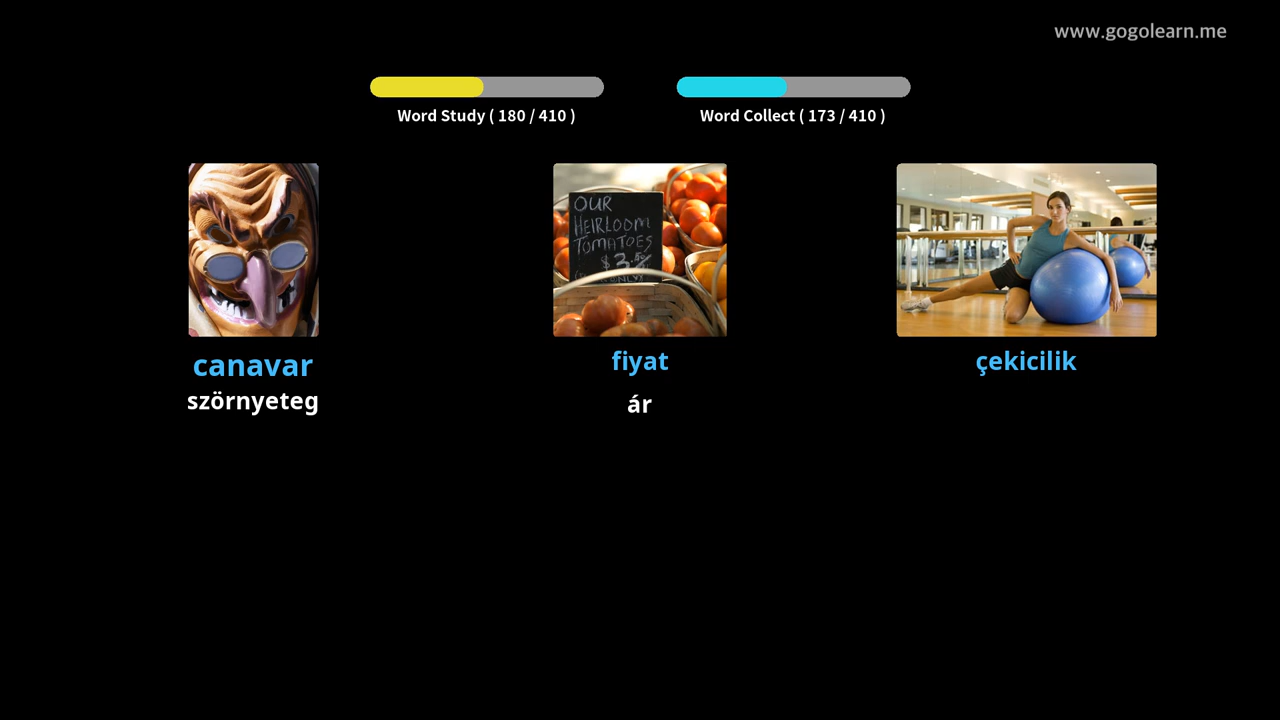 www.gogolearn.me
Word Study ( 180 / 410 )
Word Collect ( 173 / 410 )
OUR
HEIRLOOM
TOMATOES
canavar
fiyat
çekicilik
szörnyeteg
ár